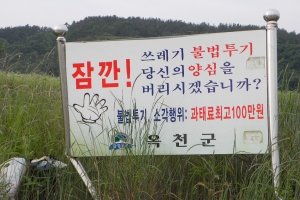 잠깐!
쓰레기 불법투기
당신의 양심을
버리시겠습니까?
불법투기 소각행위: 과태료최고100만원
옥천군